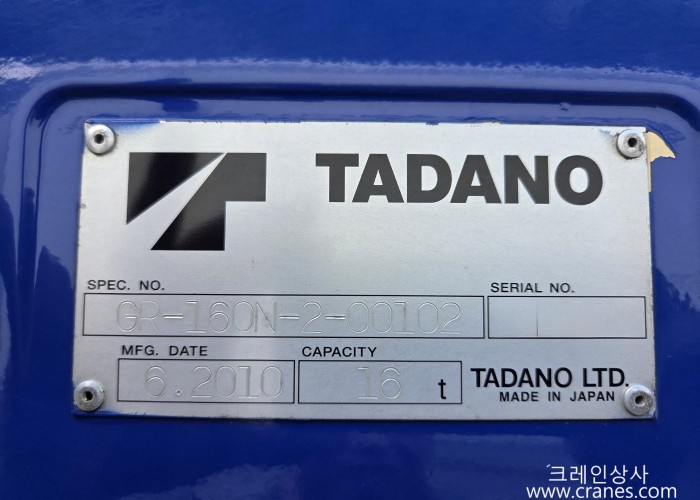 TADANO
SPEC. NO.
SERIAL NO.
GR-160N-2-00102
MFG. DATE
CAPACITY
6.2010
16 t
TADANO LTD.
MADE IN JAPAN
크레인상사
www.cranes.com